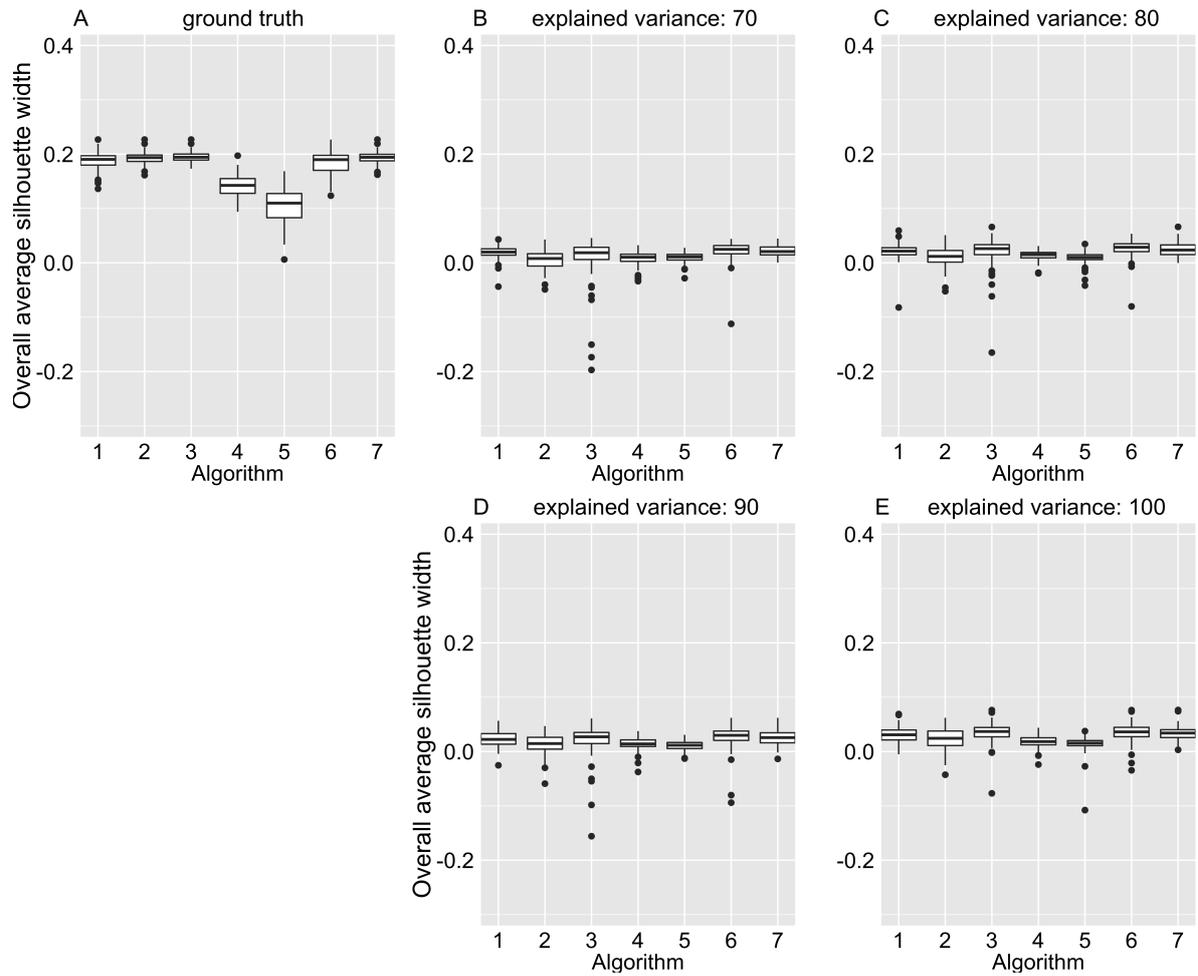 A ground truth
Overall average silhouette width
0.4
0.2
0.0
-0.2
1 2 3 4 5 6 7
Algorithm
B explained variance: 70
0.4
0.2
0.0
-0.2
1 2 3 4 5 6 7
Algorithm
C explained variance: 80
0.4
0.2
0.0
-0.2
1 2 3 4 5 6 7
Algorithm
D explained variance: 90
Overall average silhouette width
0.4
0.2
0.0
-0.2
1 2 3 4 5 6 7
Algorithm
E explained variance: 100
0.4
0.2
0.0
-0.2
1 2 3 4 5 6 7
Algorithm